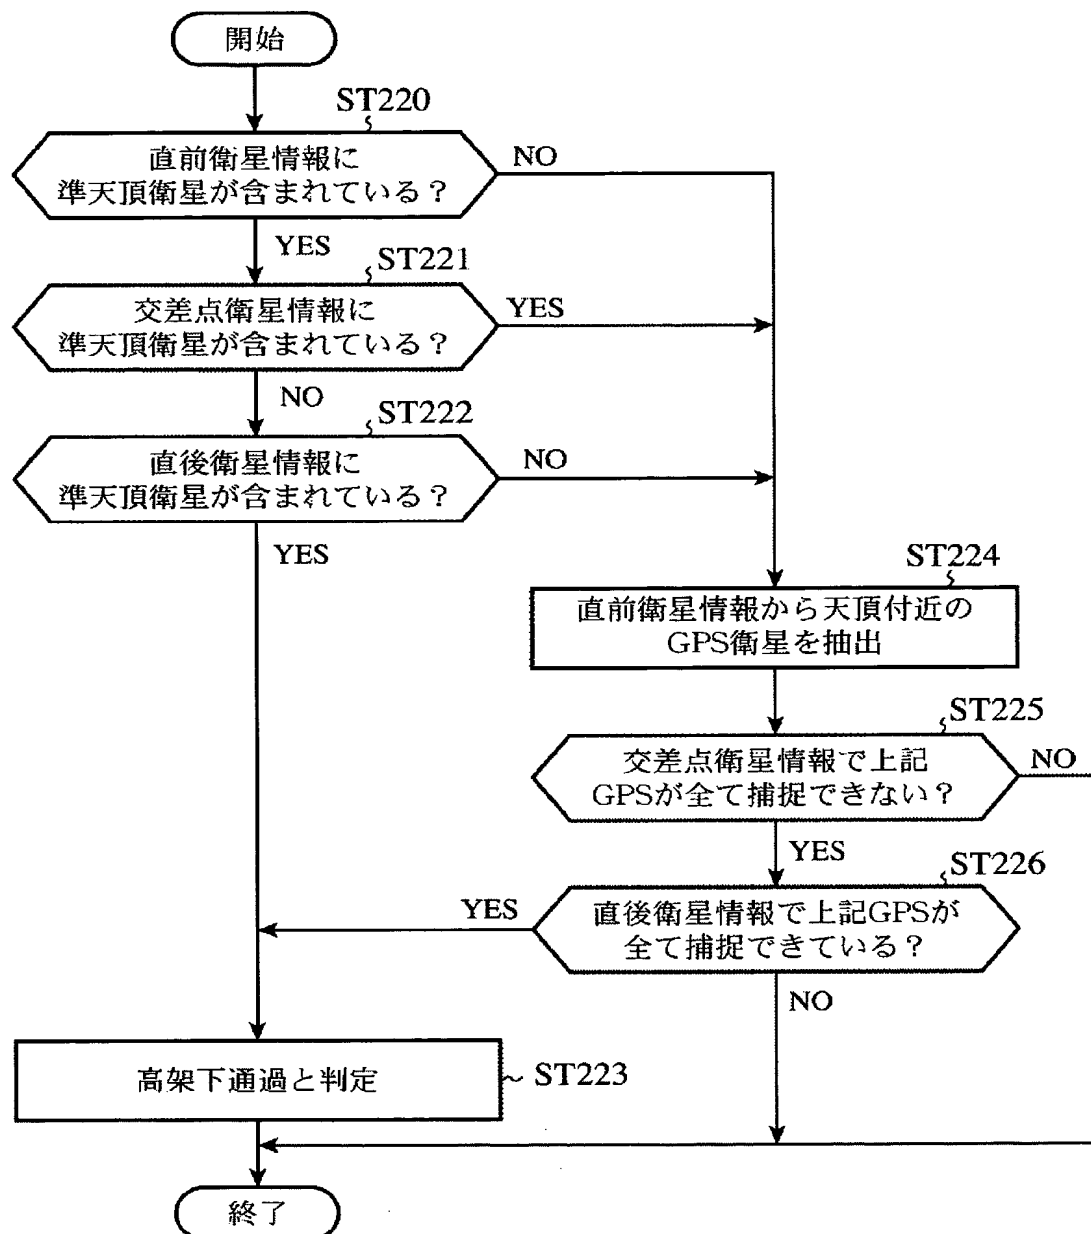 開始
ST220
直前衛星情報に
準天頂衛星が含まれている？
NO
YES
ST221
交差点衛星情報に
準天頂衛星が含まれている？
YES
NO
ST222
直後衛星情報に
準天頂衛星が含まれている？
NO
YES
ST224
直前衛星情報から天頂付近の
GPS衛星を抽出
ST225
交差点衛星情報で上記
GPSが全て捕捉できない？
NO
YES
ST226
直後衛星情報で上記GPSが
全て捕捉できている？
YES
NO
高架下通過と判定
ST223
終了